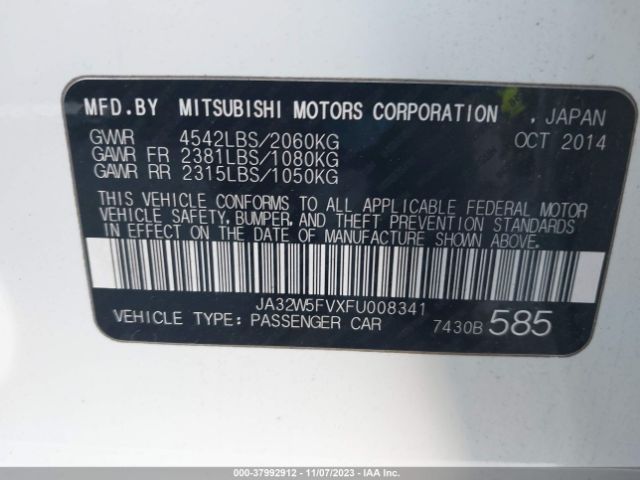 MFD.BY MITSUBISHI MOTORS CORPORATION , JAPAN
GVWR 4542LBS/2060KG OCT 2014
GAWR FR 2381LBS/1080KG
GAWR RR 2315LBS/1050KG
THIS VEHICLE CONFORMS TO ALL APPLICABLE FEDERAL MOTOR
VEHICLE SAFETY, BUMPER, AND THEFT PREVENTION STANDARDS
IN EFFECT ON THE DATE OF MANUFACTURE SHOWN ABOVE.
JA32W5FVXFU008341
VEHICLE TYPE: PASSENGER CAR 7430B 585
000-37992912 - 11/07/2023 - IAA Inc.